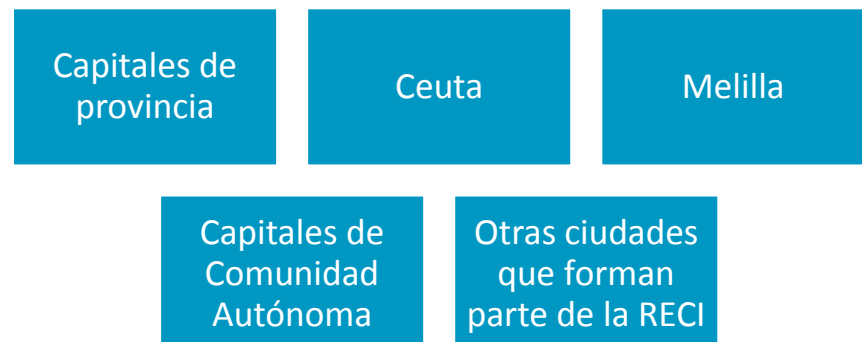 Capitales de
provincia
Ceuta
Melilla
Capitales de
Comunidad
Autónoma
Otras ciudades
que forman
parte de la RECI